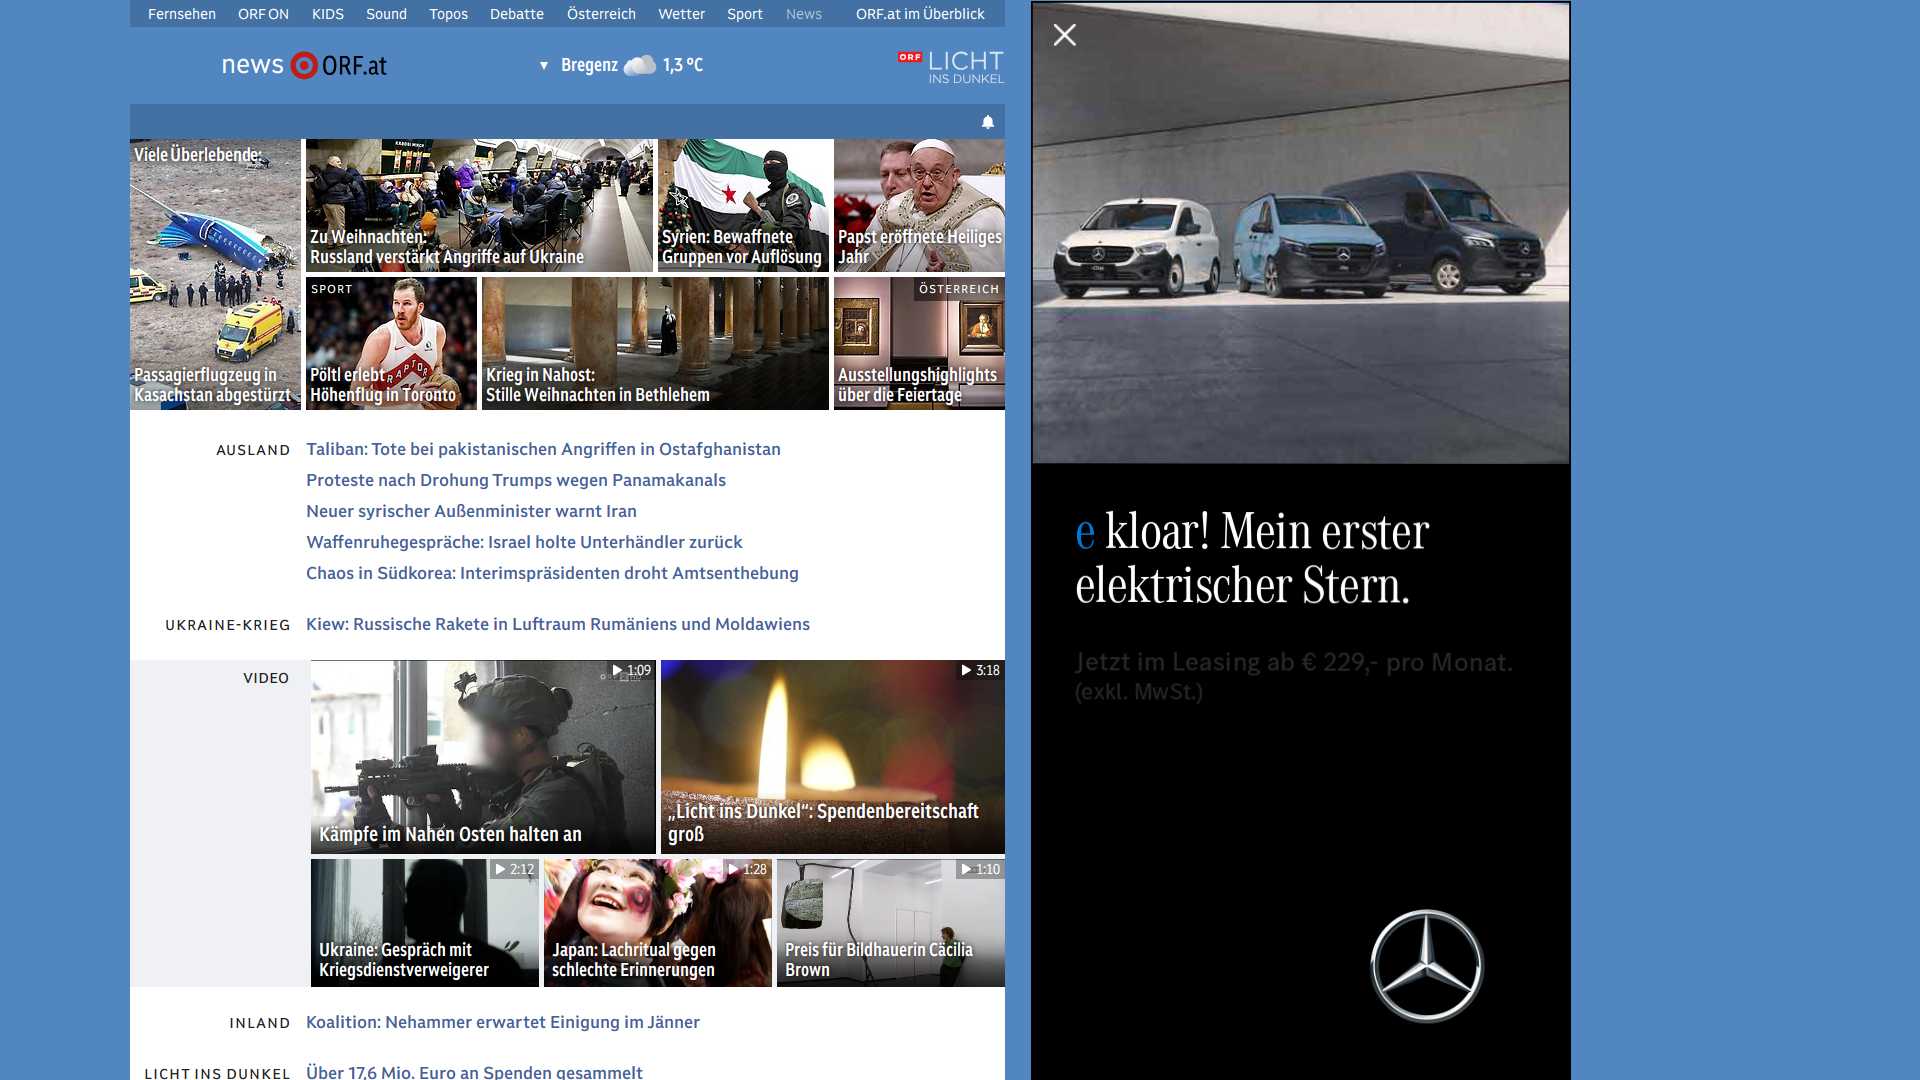 Fernsehen ORF ON KIDS Sound Topos Debatte Österreich Wetter Sport News ORF.at im Überblick
news ORF.at
Bregenz 1,3 °C
ORF LICHT
INS DUNKEL
Viele Überlebende:
Passagierflugzeug in
Kasachstan abgestürzt
Zu Weihnachten:
Russland verstärkt Angriffe auf Ukraine
Syrien: Bewaffnete
Gruppen vor Auflösung
Papst eröffnete Heiliges
Jahr
SPORT
RAPTOR
Pöltl erlebt
Höhenflug in Toronto
Krieg in Nahost:
Stille Weihnachten in Bethlehem
ÖSTERREICH
Ausstellungshighlights
über die Feiertage
AUSLAND
Taliban: Tote bei pakistanischen Angriffen in Ostafghanistan
Proteste nach Drohung Trumps wegen Panamakanals
Neuer syrischer Außenminister warnt Iran
Waffenruhegespräche: Israel holte Unterhändler zurück
Chaos in Südkorea: Interimspräsidenten droht Amtsenthebung
UKRAINE-KRIEG
Kiew: Russische Rakete in Luftraum Rumäniens und Moldawiens
VIDEO
1:09
Kämpfe im Nahen Osten halten an
3:18
„Licht ins Dunkel“: Spendenbereitschaft
groß
2:12
Ukraine: Gespräch mit
Kriegsdienstverweigerer
1:28
Japan: Lachritual gegen
schlechte Erinnerungen
1:10
Preis für Bildhauerin Cäcilia
Brown
INLAND
Koalition: Nehammer erwartet Einigung im Jänner
LICHT INS DUNKEL
Über 17,6 Mio. Euro an Spenden gesammelt
e kloar! Mein erster
elektrischer Stern.
Jetzt im Leasing ab € 229,- pro Monat.
(exkl. MwSt.)